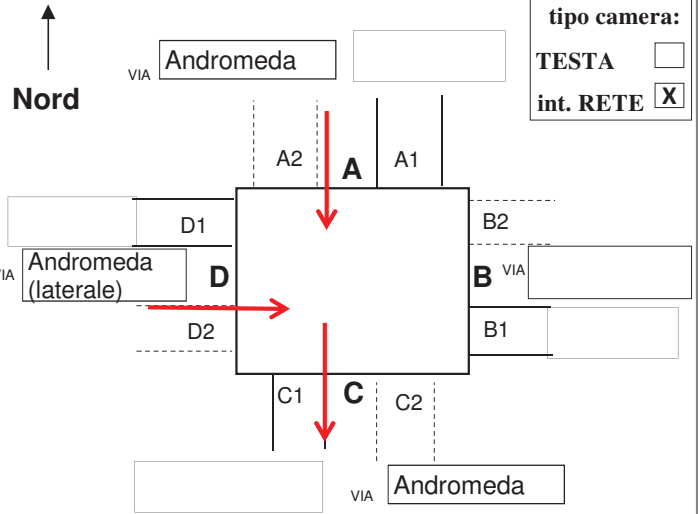 tipo camera:
VIA Andromeda
TESTA
Nord
int. RETE X
A2 A A1
D1 B2
VIA Andromeda
(laterale)
D B VIA
D2 B1
C1 C C2
VIA Andromeda